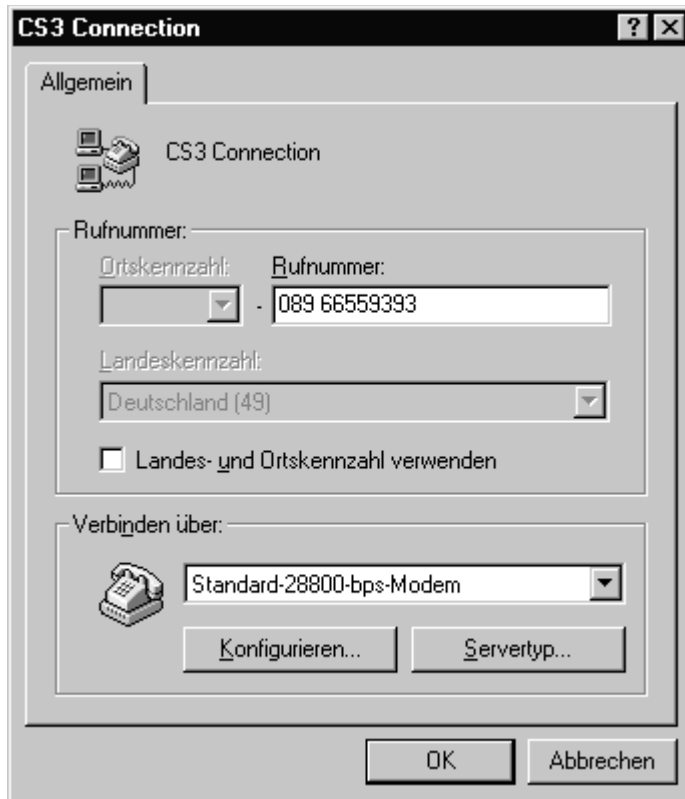 CS3 Connection
Allgemein
CS3 Connection
Rufnummer:
Ortskennzahl: Rufnummer:
- 089 66559393
Landeskennzahl:
Deutschland (49)
Landes- und Ortskennzahl verwenden
Verbinden über:
Standard-28800-bps-Modem
Konfigurieren... Servertyp...
OK Abbrechen